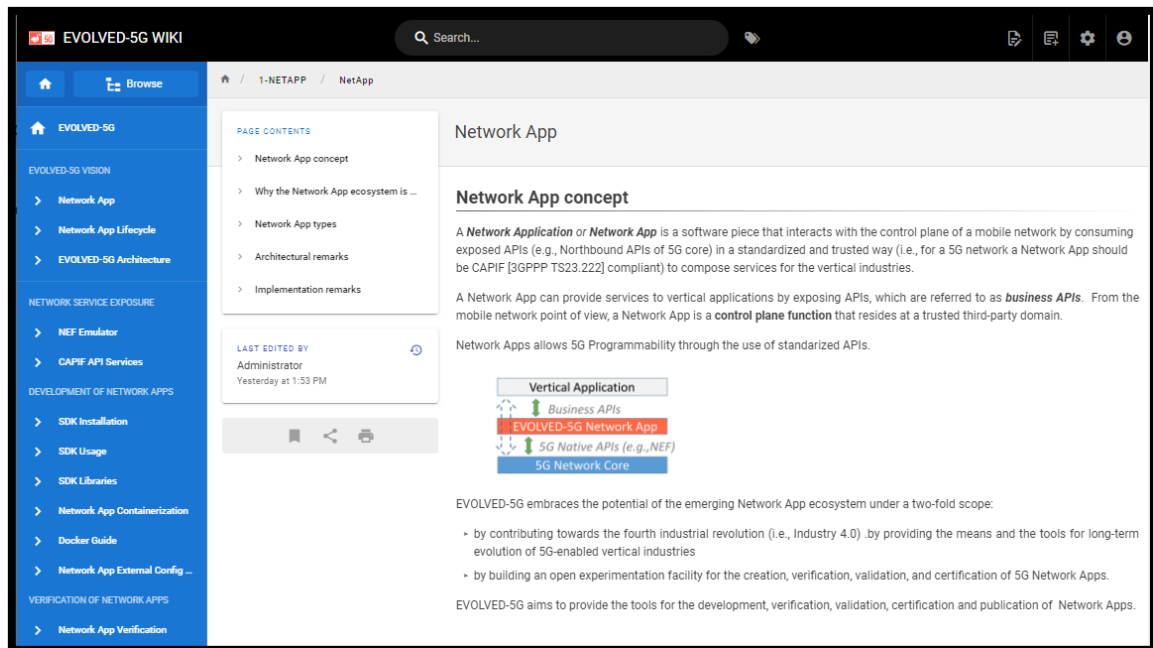 5G EVOLVED-5G WIKI
Search...
Browse
EVOLVED-5G
EVOLVED-5G VISION
Network App
Network App Lifecycle
EVOLVED-5G Architecture
NETWORK SERVICE EXPOSURE
NEF Emulator
CAPIF API Services
DEVELOPMENT OF NETWORK APPS
SDK Installation
SDK Usage
SDK Libraries
Network App Containerization
Docker Guide
Network App External Config ...
VERIFICATION OF NETWORK APPS
Network App Verification
/ 1-NETAPP / NetApp
PAGE CONTENTS
Network App concept
Why the Network App ecosystem is ...
Network App types
Architectural remarks
Implementation remarks
LAST EDITED BY
Administrator
Yesterday at 1:53 PM
Network App
Network App concept
A Network Application or Network App is a software piece that interacts with the control plane of a mobile network by consuming
exposed APIs (e.g., Northbound APIs of 5G core) in a standardized and trusted way (i.e., for a 5G network a Network App should
be CAPIF [3GPPP TS23.222] compliant) to compose services for the vertical industries.
A Network App can provide services to vertical applications by exposing APIs, which are referred to as business APIs. From the
mobile network point of view, a Network App is a control plane function that resides at a trusted third-party domain.
Network Apps allows 5G Programmability through the use of standarized APIs.
Vertical Application
Business APIs
EVOLVED-5G Network App
5G Native APIs (e.g.,NEF)
5G Network Core
EVOLVED-5G embraces the potential of the emerging Network App ecosystem under a two-fold scope:
by contributing towards the fourth industrial revolution (i.e., Industry 4.0) .by providing the means and the tools for long-term
evolution of 5G-enabled vertical industries
by building an open experimentation facility for the creation, verification, validation, and certification of 5G Network Apps.
EVOLVED-5G aims to provide the tools for the development, verification, validation, certification and publication of Network Apps.